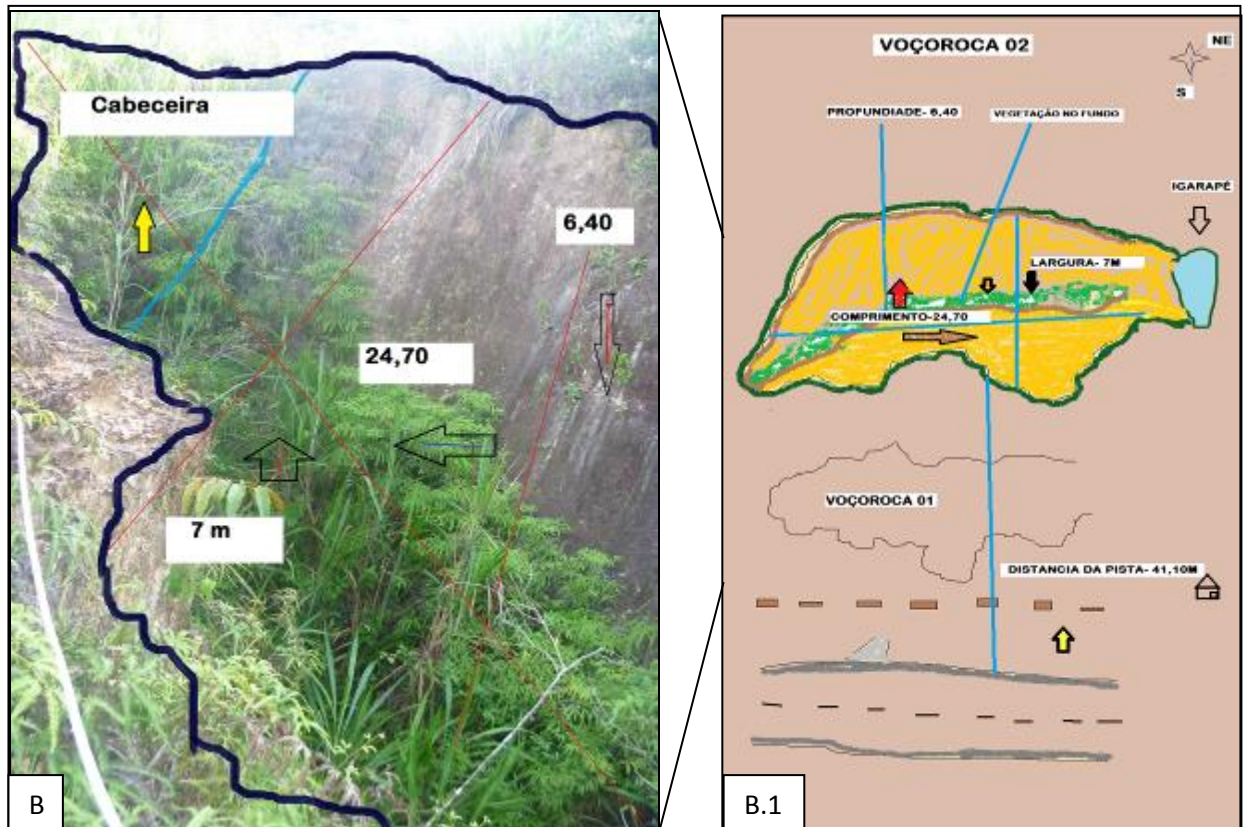 Cabeceira
6,40
24,70
7 m
B
VOÇOROCA 02
NE
S
PROFUNDIADE- 6,40
VEGETAÇÃO NO FUNDO
IGARAPÉ
LARGURA- 7M
COMPRIMENTO-24,70
VOÇOROCA 01
DISTANCIA DA PISTA- 41,10M
B.1